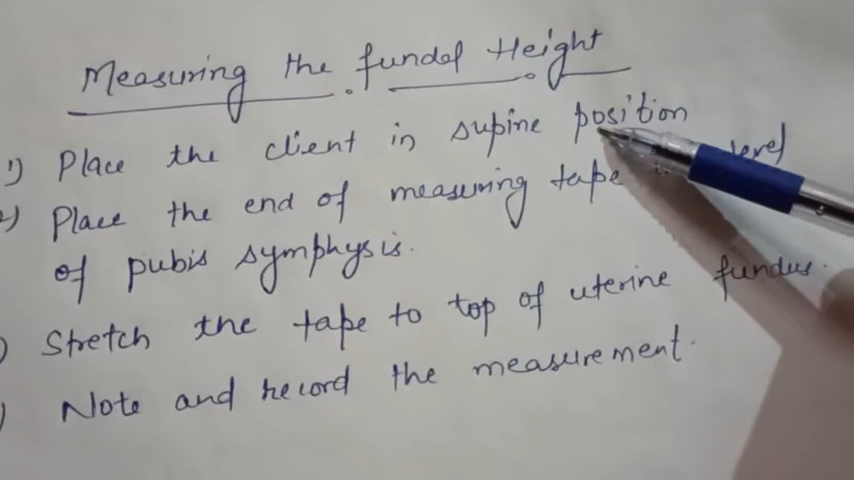 Measuring the fundal Height
1) Place the client in supine position
2) Place the end of measuring tape level
of pubis symphysis.
) Stretch the tape to top of uterine fundus.
) Note and record the measurement.